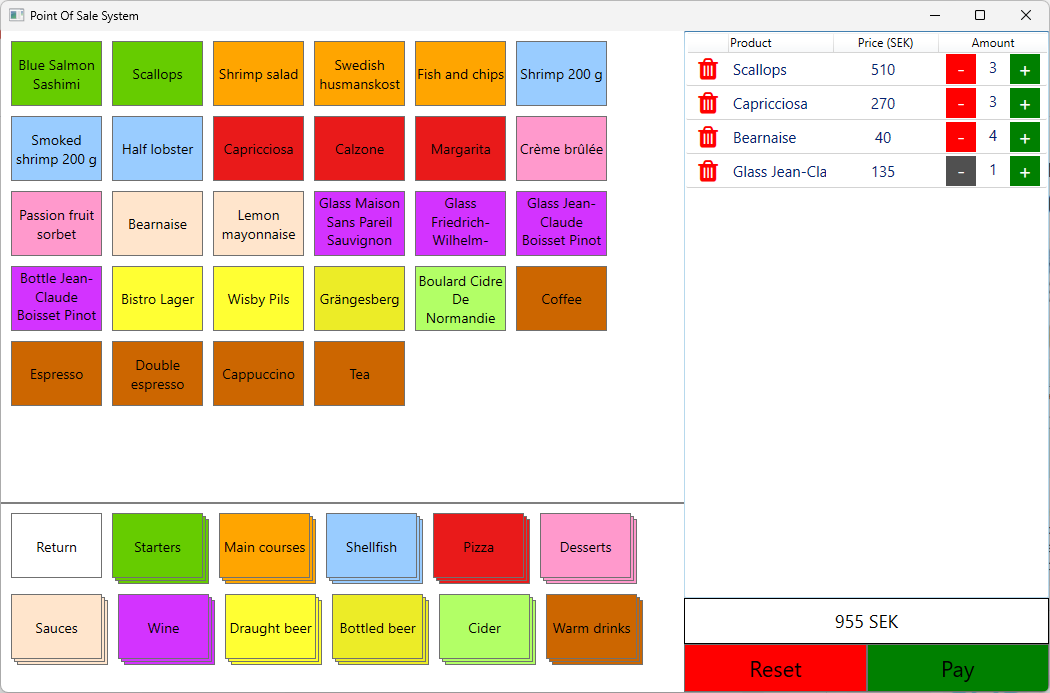 Point Of Sale System
Blue Salmon
Sashimi
Scallops
Shrimp salad
Swedish
husmanskost
Fish and chips
Shrimp 200 g
Smoked
shrimp 200 g
Half lobster
Capricciosa
Calzone
Margarita
Crème brûlée
Passion fruit
sorbet
Bearnaise
Lemon
mayonnaise
Glass Maison
Sans Pareil
Sauvignon
Glass
Friedrich-
Wilhelm-
Glass Jean-
Claude
Boisset Pinot
Bottle Jean-
Claude
Boisset Pinot
Bistro Lager
Wisby Pils
Grängesberg
Boulard Cidre
De
Normandie
Coffee
Espresso
Double
espresso
Cappuccino
Tea
Return
Starters
Main courses
Shellfish
Pizza
Desserts
Sauces
Wine
Draught beer
Bottled beer
Cider
Warm drinks
Product Price (SEK) Amount
Scallops 510 - 3 +
Capricciosa 270 - 3 +
Bearnaise 40 - 4 +
Glass Jean-Cla 135 - 1 +
955 SEK
Reset Pay